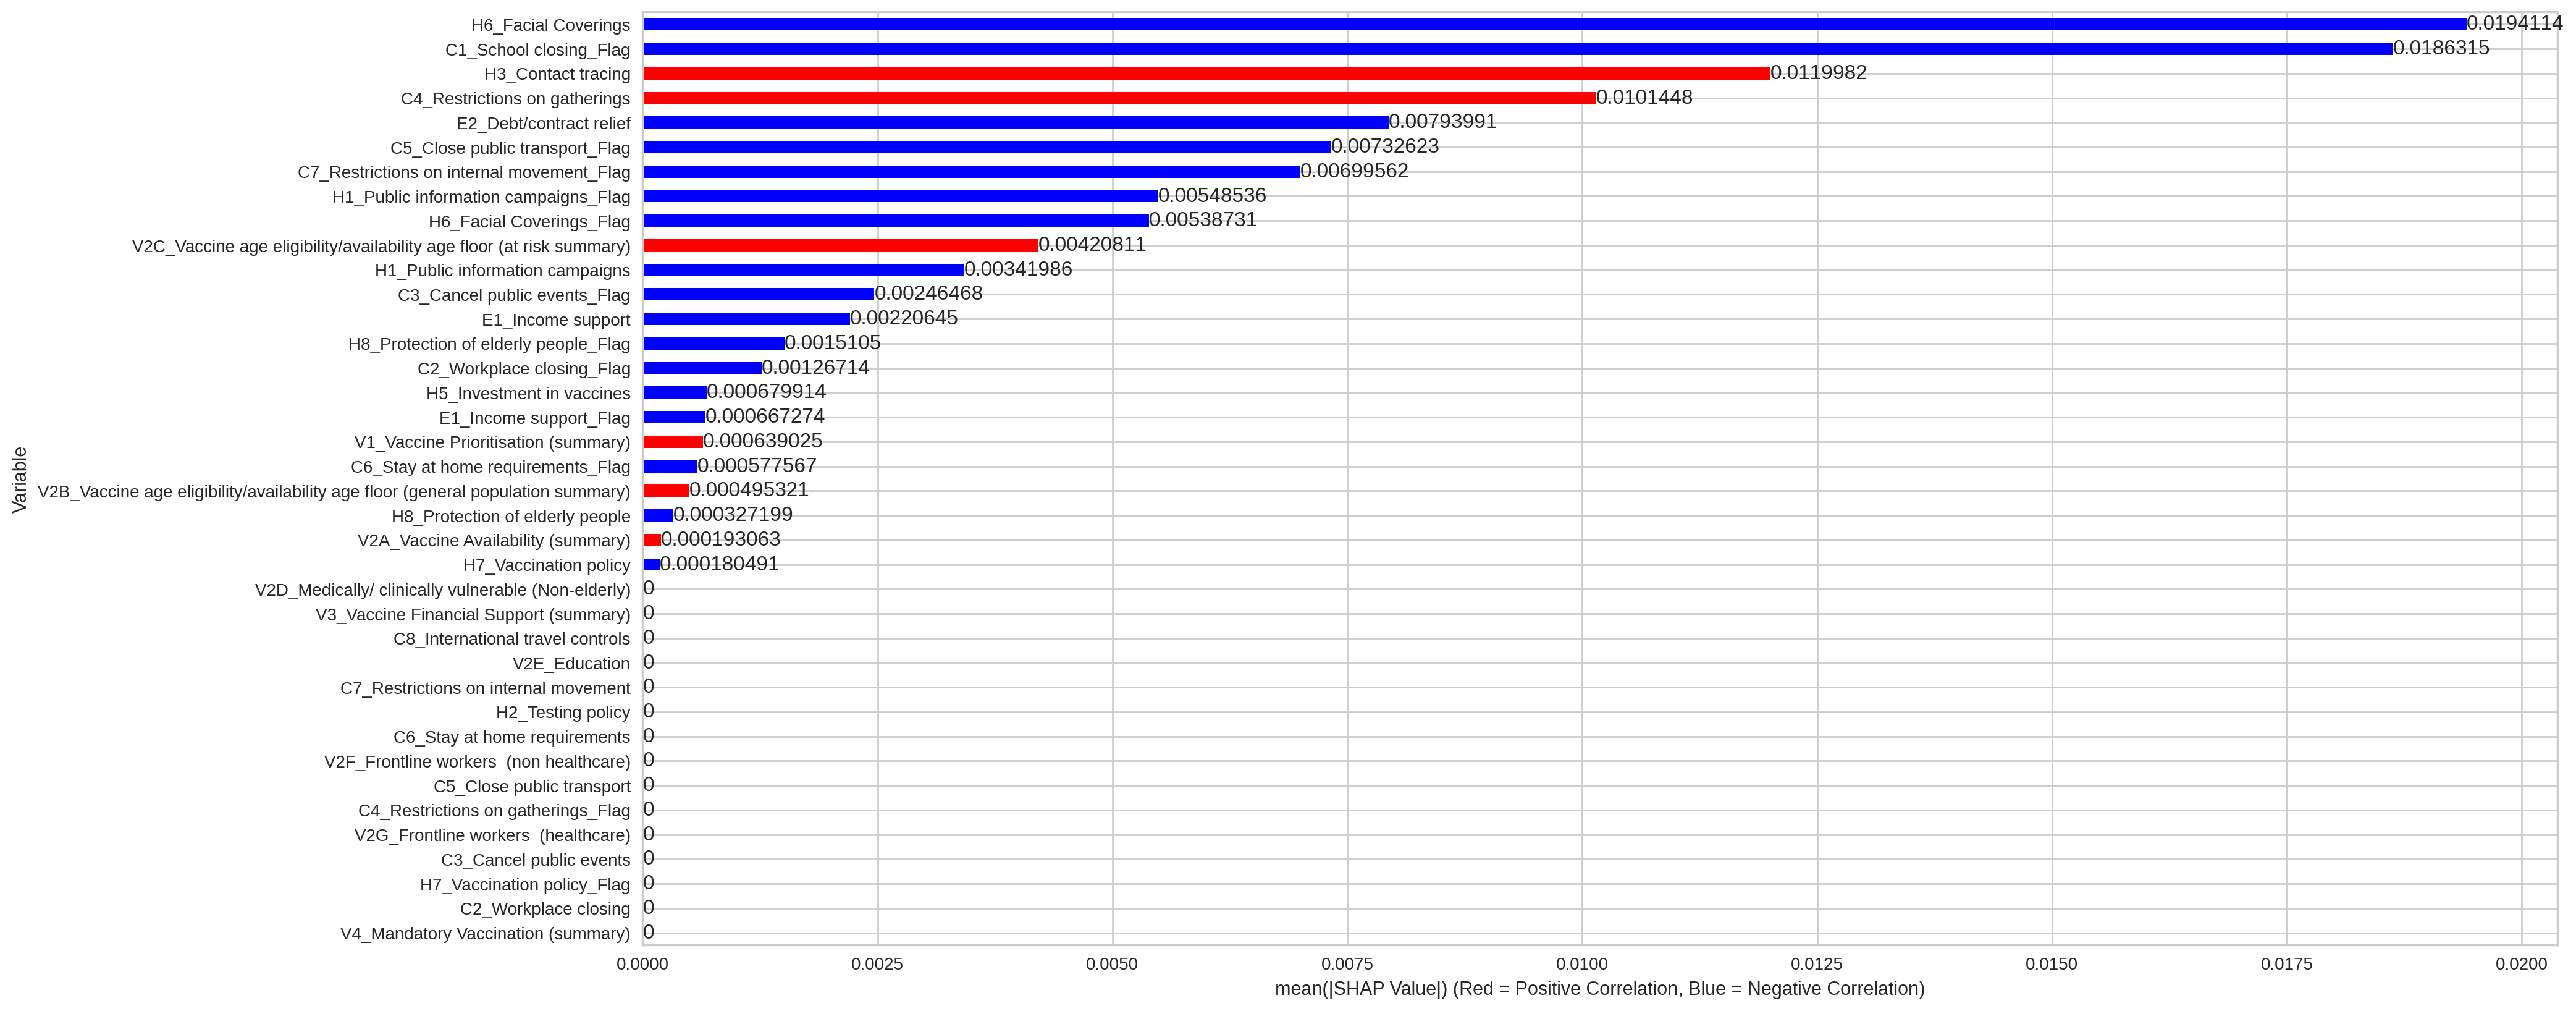 H6_Facial Coverings 0.0194114
C1_School closing_Flag 0.0186315
H3_Contact tracing 0.0119982
C4_Restrictions on gatherings 0.0101448
E2_Debt/contract relief 0.00793991
C5_Close public transport_Flag 0.00732623
C7_Restrictions on internal movement_Flag 0.00699562
H1_Public information campaigns_Flag 0.00548536
H6_Facial Coverings_Flag 0.00538731
V2C_Vaccine age eligibility/availability age floor (at risk summary) 0.00420811
H1_Public information campaigns 0.00341986
C3_Cancel public events_Flag 0.00246468
E1_Income support 0.00220645
H8_Protection of elderly people_Flag 0.0015105
C2_Workplace closing_Flag 0.00126714
H5_Investment in vaccines 0.000679914
E1_Income support_Flag 0.000667274
V1_Vaccine Prioritisation (summary) 0.000639025
C6_Stay at home requirements_Flag 0.000577567
V2B_Vaccine age eligibility/availability age floor (general population summary) 0.000495321
H8_Protection of elderly people 0.000327199
V2A_Vaccine Availability (summary) 0.000193063
H7_Vaccination policy 0.000180491
V2D_Medically/ clinically vulnerable (Non-elderly) 0
V3_Vaccine Financial Support (summary) 0
C8_International travel controls 0
V2E_Education 0
C7_Restrictions on internal movement 0
H2_Testing policy 0
C6_Stay at home requirements 0
V2F_Frontline workers  (non healthcare) 0
C5_Close public transport 0
C4_Restrictions on gatherings_Flag 0
V2G_Frontline workers  (healthcare) 0
C3_Cancel public events 0
H7_Vaccination policy_Flag 0
C2_Workplace closing 0
V4_Mandatory Vaccination (summary) 0
Variable
0.0000 0.0025 0.0050 0.0075 0.0100 0.0125 0.0150 0.0175 0.0200
mean(|SHAP Value|) (Red = Positive Correlation, Blue = Negative Correlation)